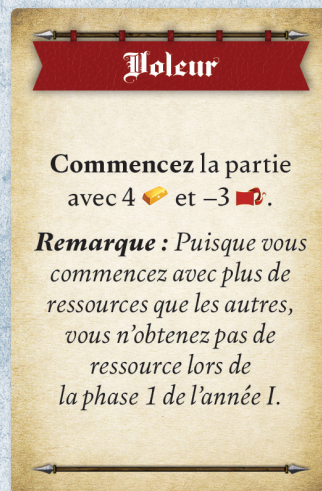 Voleur
Commencez la partie
avec 4 et –3 .
Remarque : Puisque vous
commencez avec plus de
ressources que les autres,
vous n’obtenez pas de
ressource lors de
la phase 1 de l’année I.